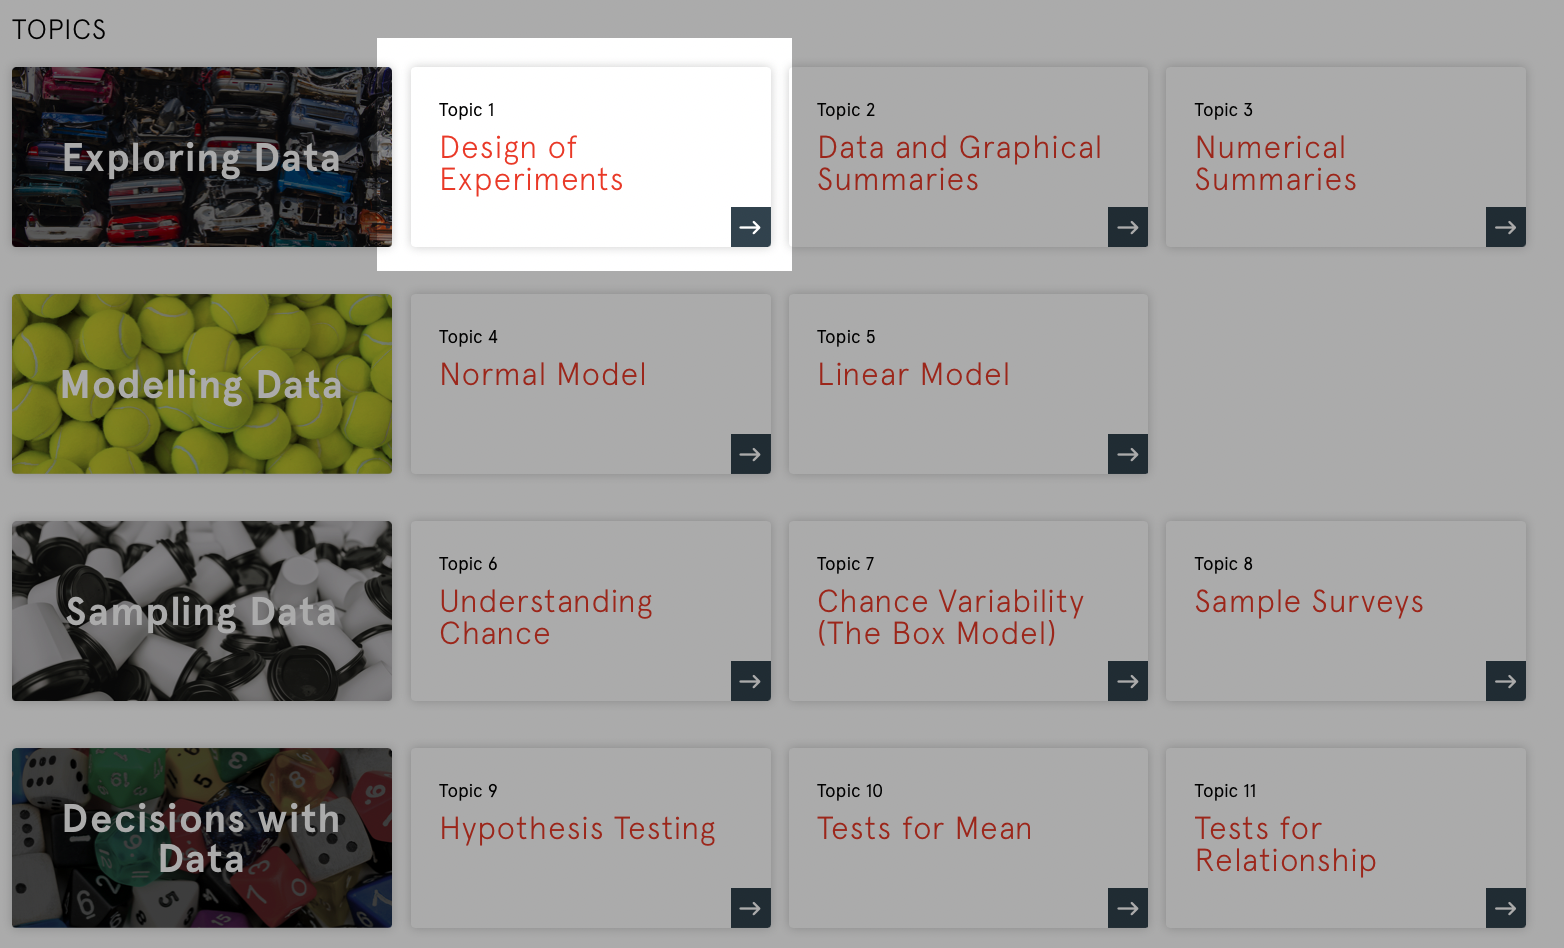 TOPICS
Exploring Data
Topic 1
Design of
Experiments
Topic 2
Data and Graphical
Summaries
Topic 3
Numerical
Summaries
Modelling Data
Topic 4
Normal Model
Topic 5
Linear Model
Sampling Data
Topic 6
Understanding
Chance
Topic 7
Chance Variability
(The Box Model)
Topic 8
Sample Surveys
Decisions with
Data
Topic 9
Hypothesis Testing
Topic 10
Tests for Mean
Topic 11
Tests for
Relationship